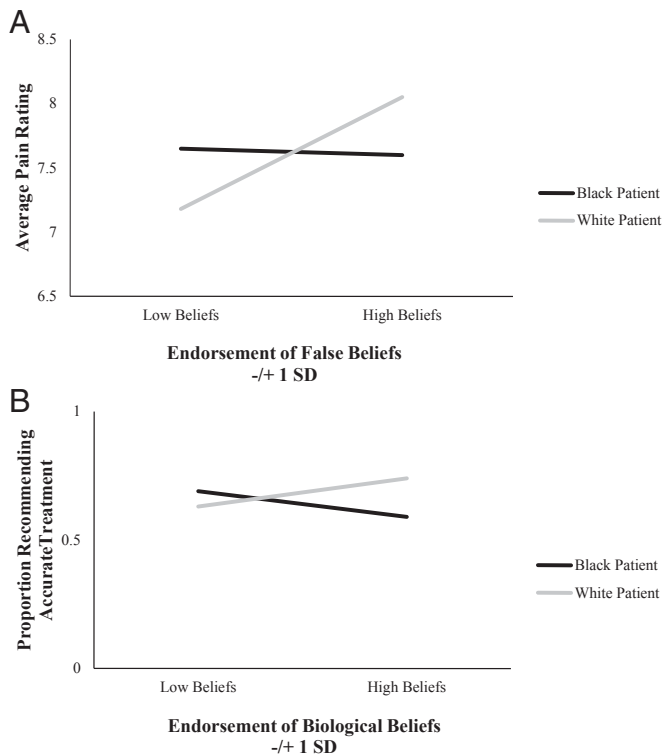 A
8.5
8
7.5
7
6.5
Average Pain Rating
Low Beliefs
High Beliefs
Endorsement of False Beliefs
-/+ 1 SD
Black Patient
White Patient
B
1
0.5
0
Proportion Recommending
AccurateTreatment
Low Beliefs
High Beliefs
Endorsement of Biological Beliefs
-/+ 1 SD
Black Patient
White Patient